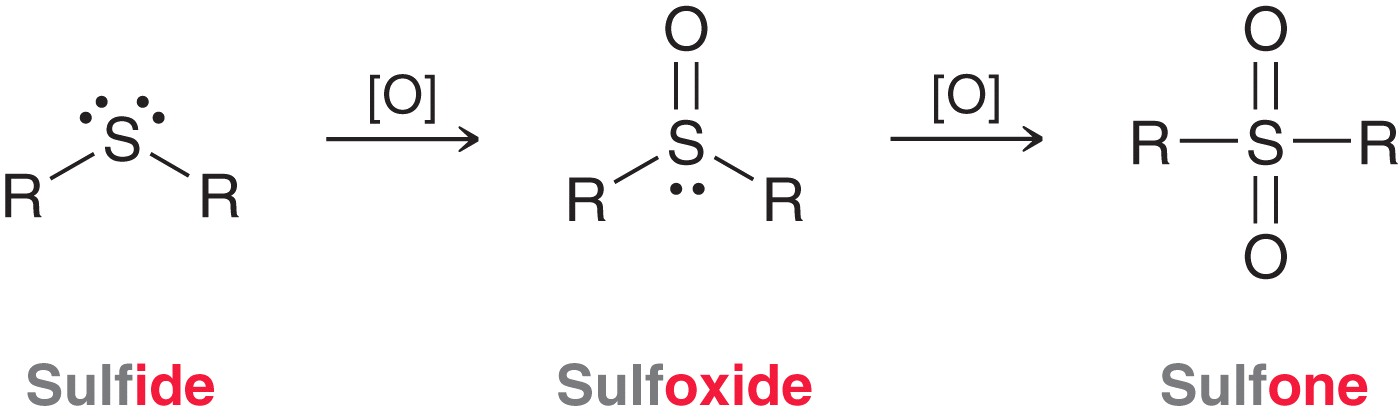 O O
[O] [O]
S S R S R
R R R R
O
Sulfide Sulfoxide Sulfone